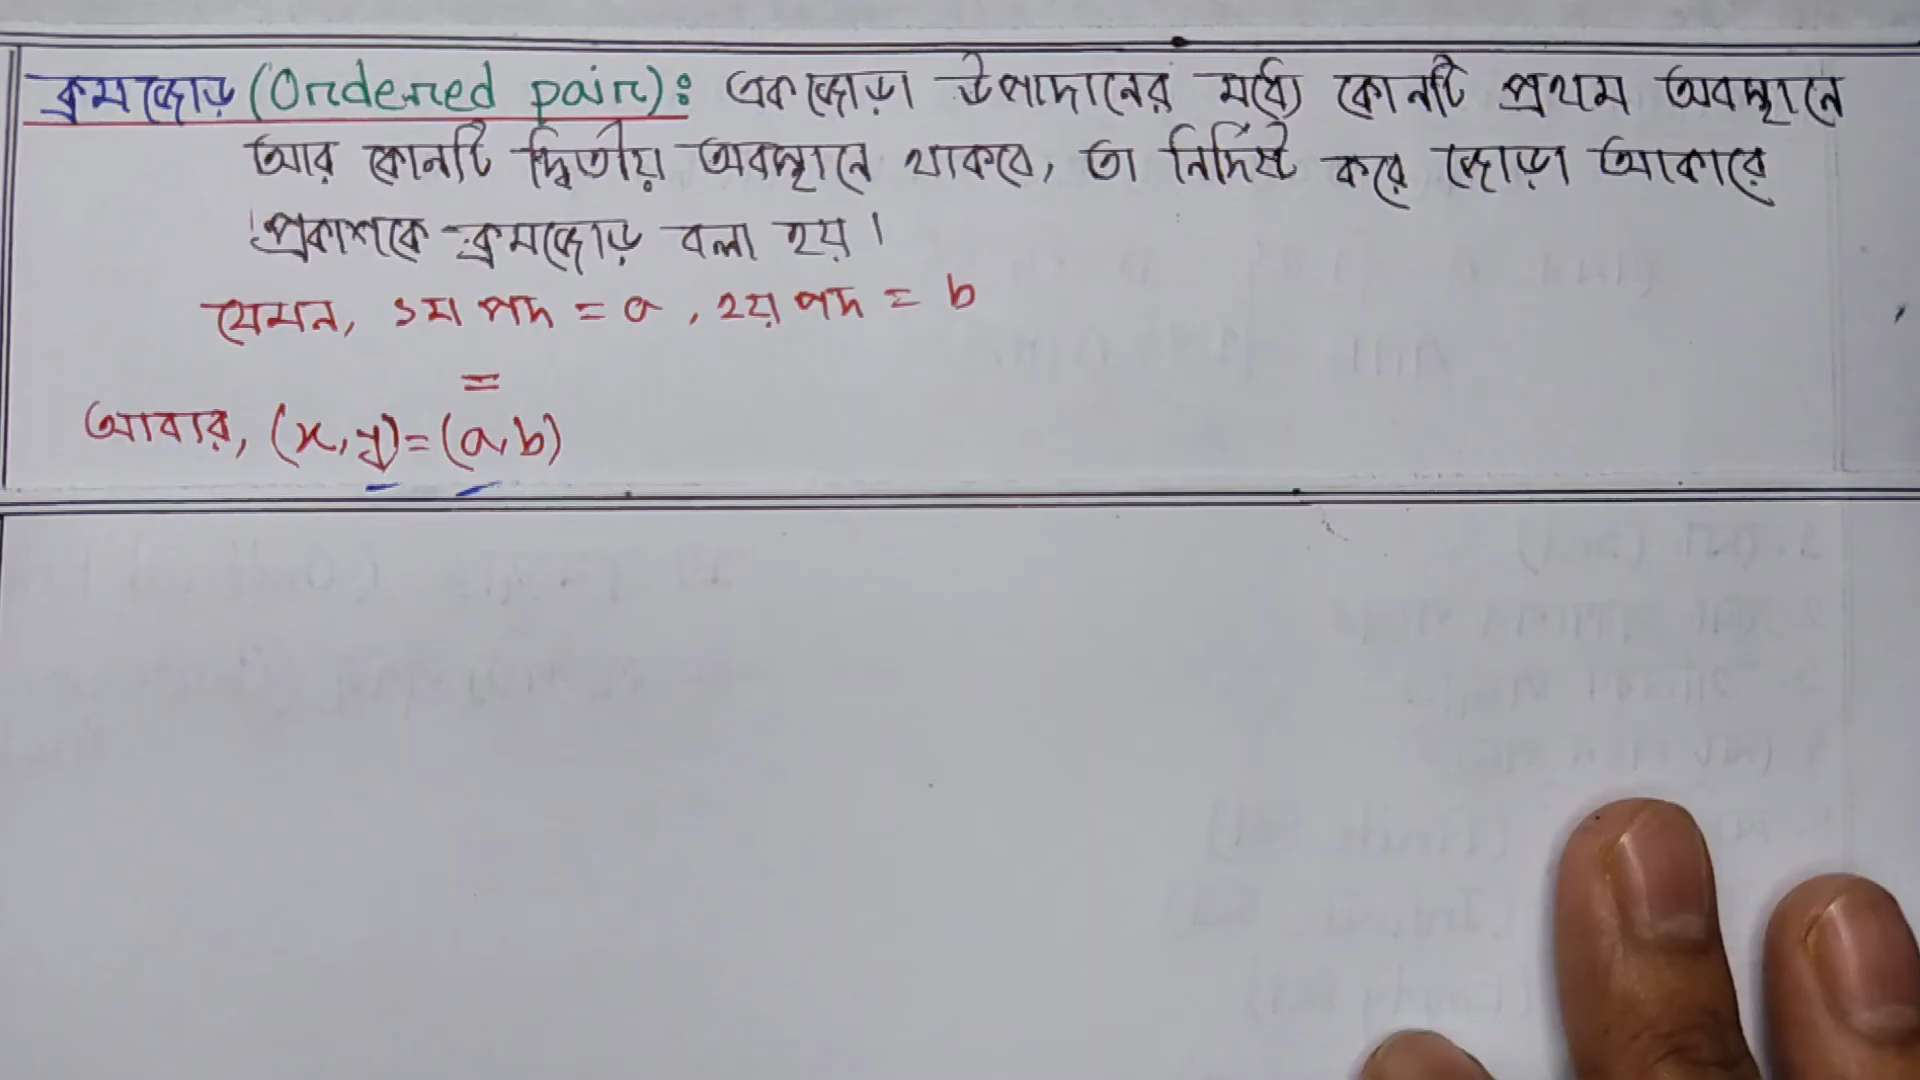 ক্রমজোড় (Ordered pair): একজোড়া উপাদানের মধ্যে কোনটি প্রথম অবস্থানে
আর কোনটি দ্বিতীয় অবস্থানে থাকবে, তা নির্দিষ্ট করে জোড়া আকারে
প্রকাশকে ক্রমজোড় বলা হয়।
যেমন, ১ম পদ = a, ২য় পদ = b
=
আবার, (x,y)=(a,b)